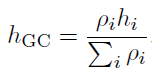 h_GC = ρ_i h_i / ∑_i ρ_i